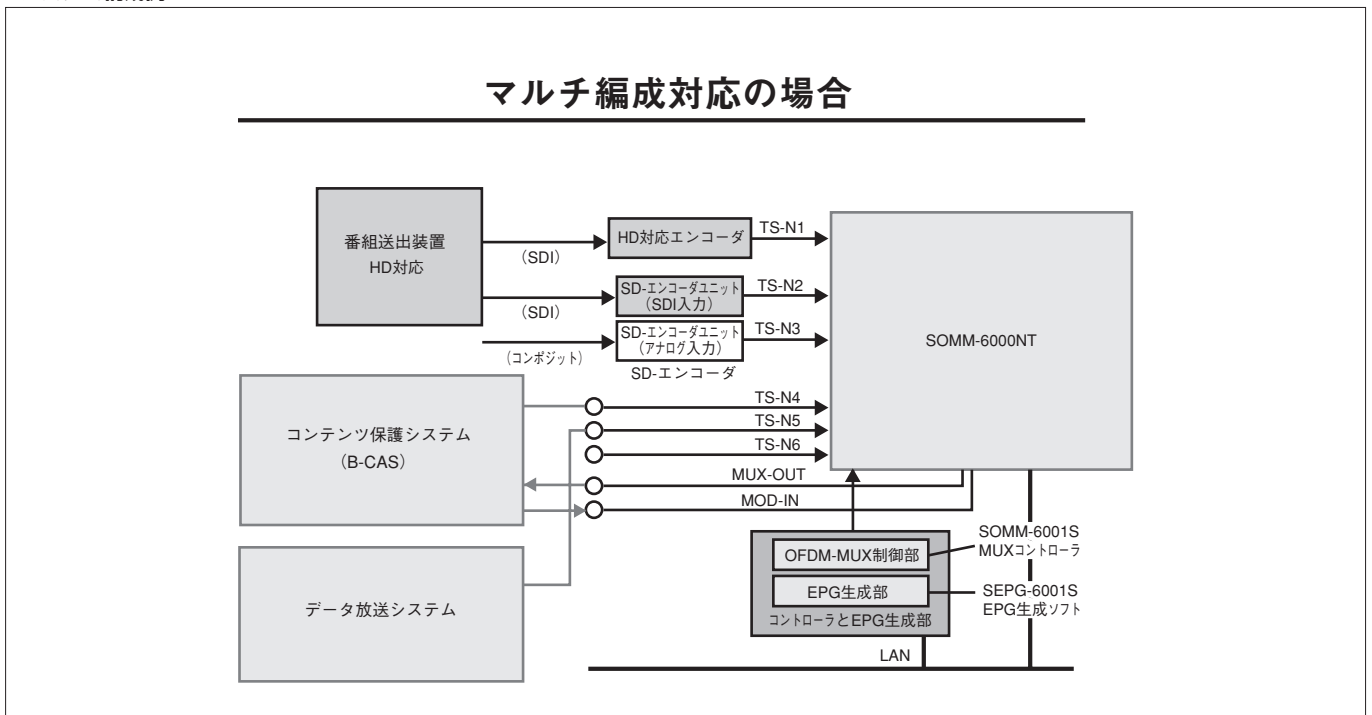 マルチ編成対応の場合
番組送出装置
HD対応
(SDI)
HD対応エンコーダ
TS-N1
(SDI)
SD-エンコーダユニット
(SDI入力)
TS-N2
(コンポジット)
SD-エンコーダユニット
(アナログ入力)
TS-N3
SD-エンコーダ
SOMM-6000NT
コンテンツ保護システム
(B-CAS)
TS-N4
TS-N5
TS-N6
MUX-OUT
MOD-IN
データ放送システム
OFDM-MUX制御部
EPG生成部
コントローラとEPG生成部
SOMM-6001S
MUXコントローラ
SEPG-6001S
EPG生成ソフト
LAN